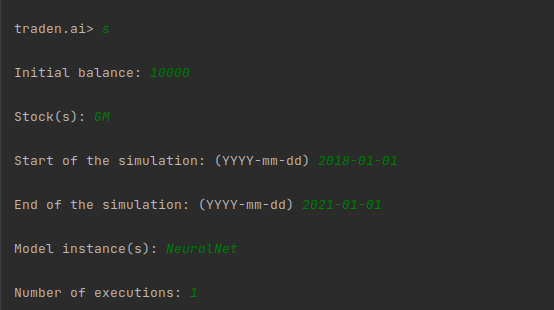 traden.ai> s
Initial balance: 10000
Stock(s): GM
Start of the simulation: (YYYY-mm-dd) 2018-01-01
End of the simulation: (YYYY-mm-dd) 2021-01-01
Model instance(s): NeuralNet
Number of executions: 1